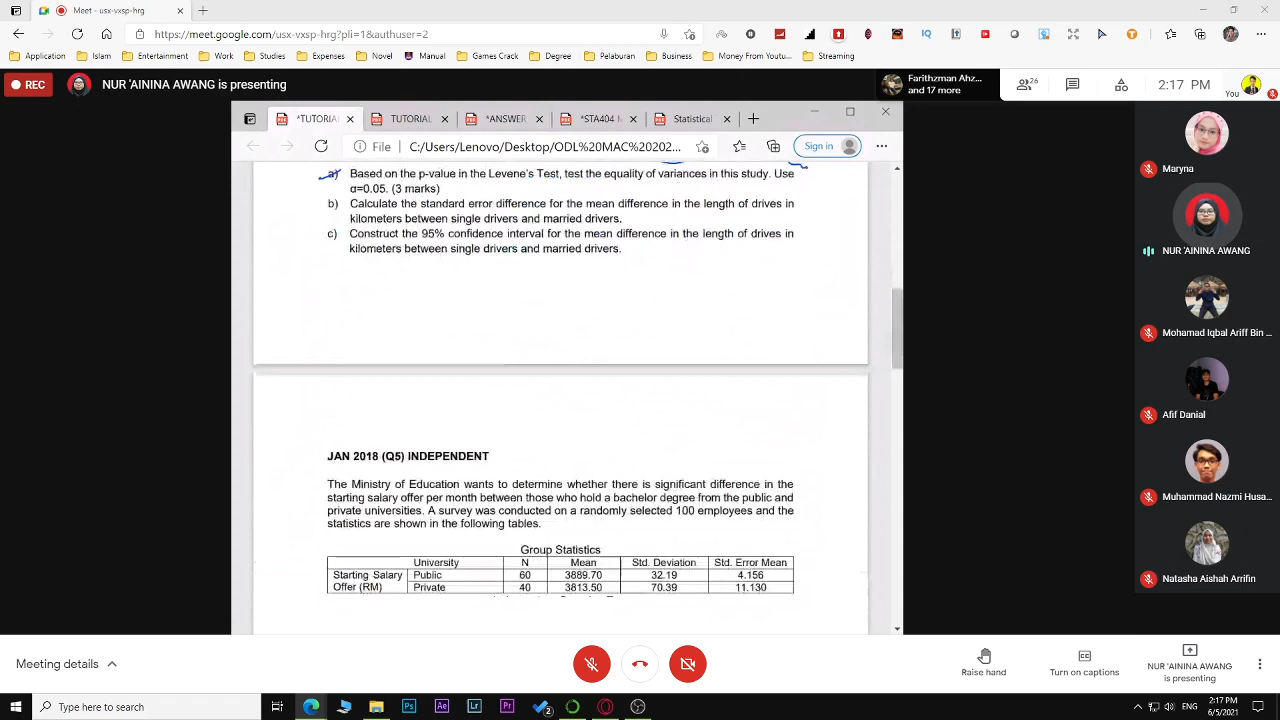 Meet - usx-vxsp-hrg
https://meet.google.com/usx-vxsp-hrg?pli=1&authuser=2
Application
Islam
Entertainment
Work
Studies
Expenses
Novel
Manual
Games Crack
Degree
Pelaburan
Business
Money From Youtu...
Streaming
REC
NUR 'AININA AWANG is presenting
Farithzman Ahz...
and 17 more
26
2:17 PM
You
*TUTORIAL
TUTORIAL
*ANSWER
*STA404
Statistical
Sign in
File
C:/Users/Lenovo/Desktop/ODL%20MAC%20202...
a) Based on the p-value in the Levene's Test, test the equality of variances in this study. Use
α=0.05. (3 marks)
b) Calculate the standard error difference for the mean difference in the length of drives in
kilometers between single drivers and married drivers.
c) Construct the 95% confidence interval for the mean difference in the length of drives in
kilometers between single drivers and married drivers.
JAN 2018 (Q5) INDEPENDENT
The Ministry of Education wants to determine whether there is significant difference in the
starting salary offer per month between those who hold a bachelor degree from the public and
private universities. A survey was conducted on a randomly selected 100 employees and the
statistics are shown in the following tables.
Group Statistics
University N Mean Std. Deviation Std. Error Mean
Starting Salary Public 60 3889.70 32.19 4.156
Offer (RM) Private 40 3813.50 70.39 11.130
Maryna
NUR 'AININA AWANG
Mohamad Iqbal Ariff Bin ...
Afif Danial
Muhammad Nazmi Husa...
Natasha Aishah Arrifin
Meeting details
Raise hand
Turn on captions
NUR 'AININA AWANG
is presenting
Type here to search
Ps
Ae
Lr
Pr
2
ENG
2:17 PM
6/5/2021